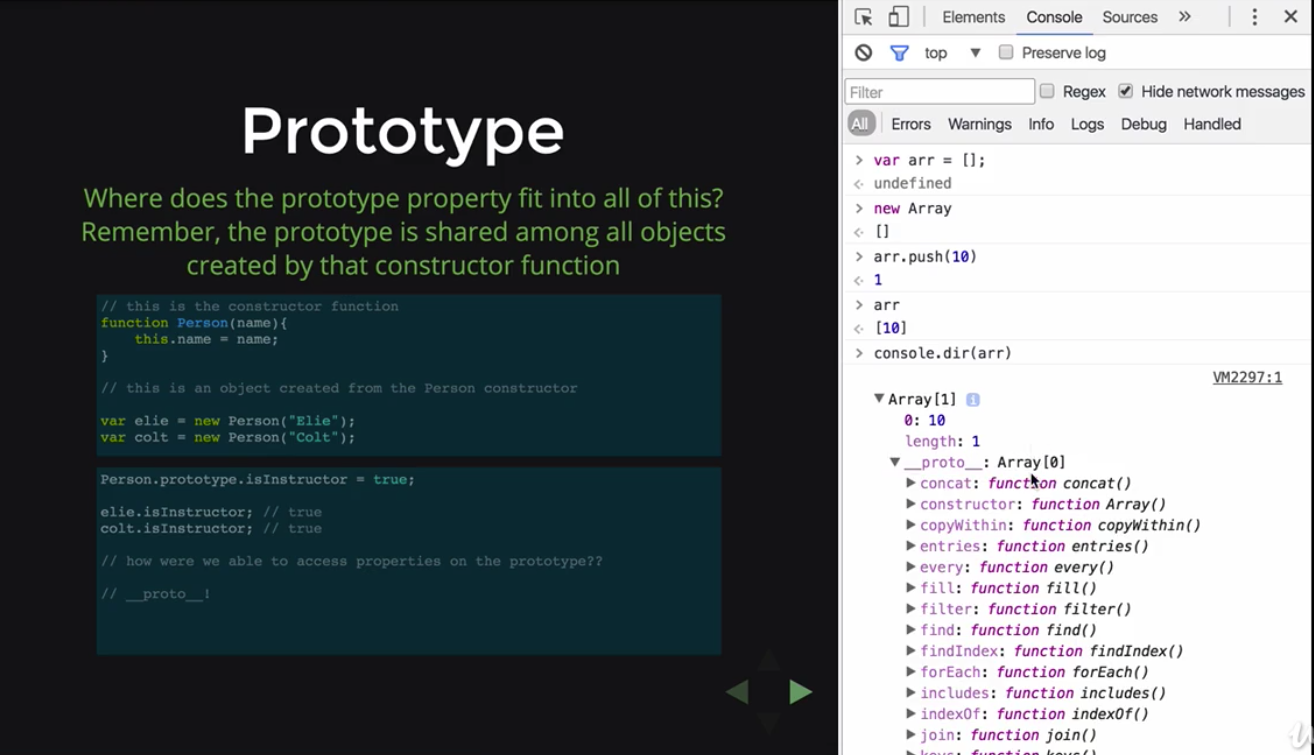 Prototype
Where does the prototype property fit into all of this?
Remember, the prototype is shared among all objects
created by that constructor function
// this is the constructor function
function Person(name){
    this.name = name;
}
// this is an object created from the Person constructor
var elie = new Person("Elie");
var colt = new Person("Colt");
Person.prototype.isInstructor = true;
elie.isInstructor; // true
colt.isInstructor; // true
// how were we able to access properties on the prototype??
// __proto__!
Elements Console Sources »
top Preserve log
Filter Regex Hide network messages
All Errors Warnings Info Logs Debug Handled
> var arr = [];
undefined
> new Array
[]
> arr.push(10)
1
> arr
[10]
> console.dir(arr)
VM2297:1
Array[1] i
0: 10
length: 1
__proto__: Array[0]
concat: function concat()
constructor: function Array()
copyWithin: function copyWithin()
entries: function entries()
every: function every()
fill: function fill()
filter: function filter()
find: function find()
findIndex: function findIndex()
forEach: function forEach()
includes: function includes()
indexOf: function indexOf()
join: function join()